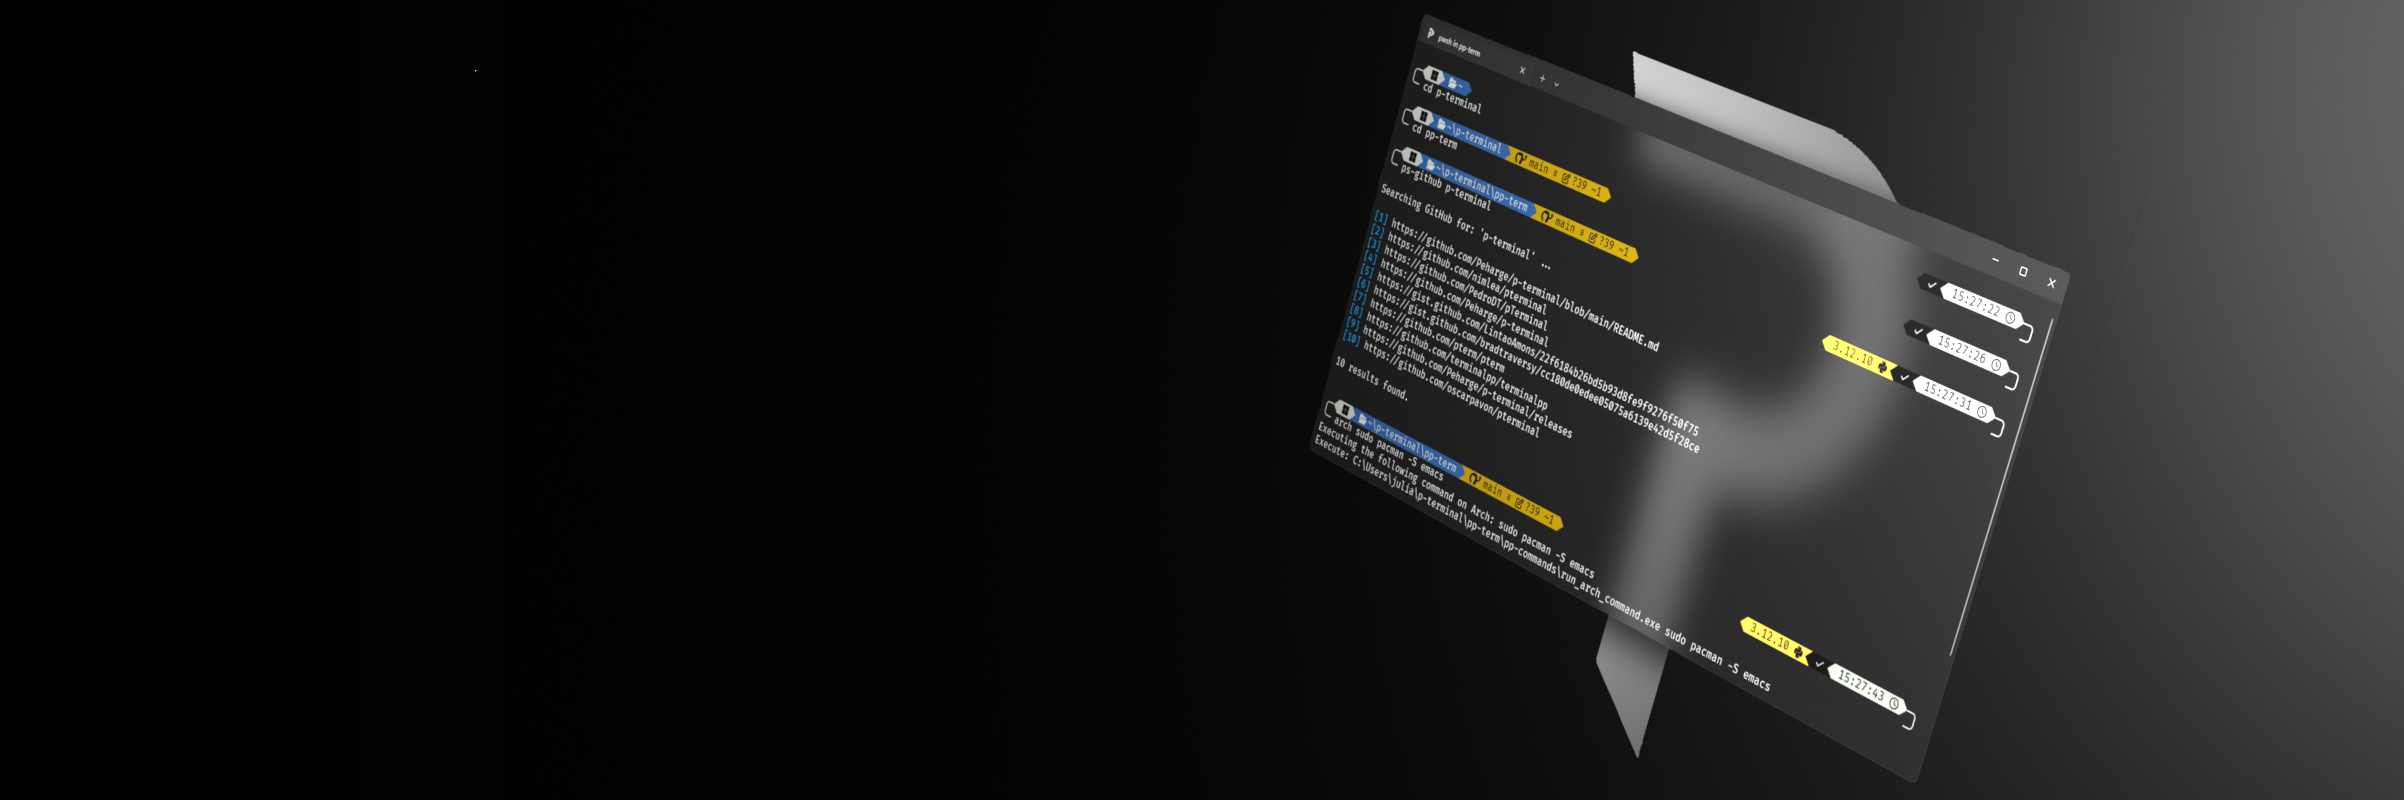 pwsh in pp-term
~
15:27:22
cd p-terminal
~\p-terminal main ≡ ?39 ~1
15:27:26
cd pp-term
~\p-terminal\pp-term main ≡ ?39 ~1
3.12.10 15:27:31
ps-github p-terminal
Searching GitHub for: 'p-terminal' ...
[1] https://github.com/Peharge/p-terminal/blob/main/README.md
[2] https://github.com/nimlea/pterminal
[3] https://github.com/PedroDT/pTerminal
[4] https://github.com/Peharge/p-terminal
[5] https://gist.github.com/LintaoAmons/22f6184b26bd5b93d8fe9f9276f50f75
[6] https://gist.github.com/bradtraversy/cc180de0edee05075a6139e42d5f28ce
[7] https://github.com/pterm/pterm
[8] https://github.com/terminalpp/terminalpp
[9] https://github.com/Peharge/p-terminal/releases
[10] https://github.com/oscarpavon/pterminal
10 results found.
~\p-terminal\pp-term main ≡ ?39 ~1
3.12.10 15:27:43
arch sudo pacman -S emacs
Executing the following command on Arch: sudo pacman -S emacs
Execute: C:\Users\julia\p-terminal\pp-term\pp-commands\run_arch_command.exe sudo pacman -S emacs